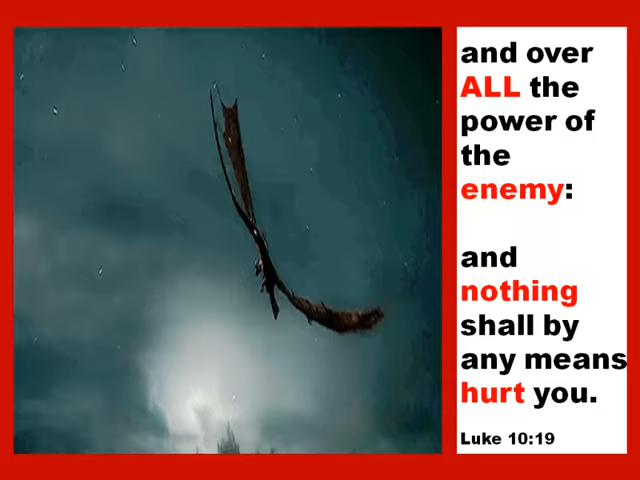 and over
ALL the
power of
the
enemy:
and
nothing
shall by
any means
hurt you.
Luke 10:19